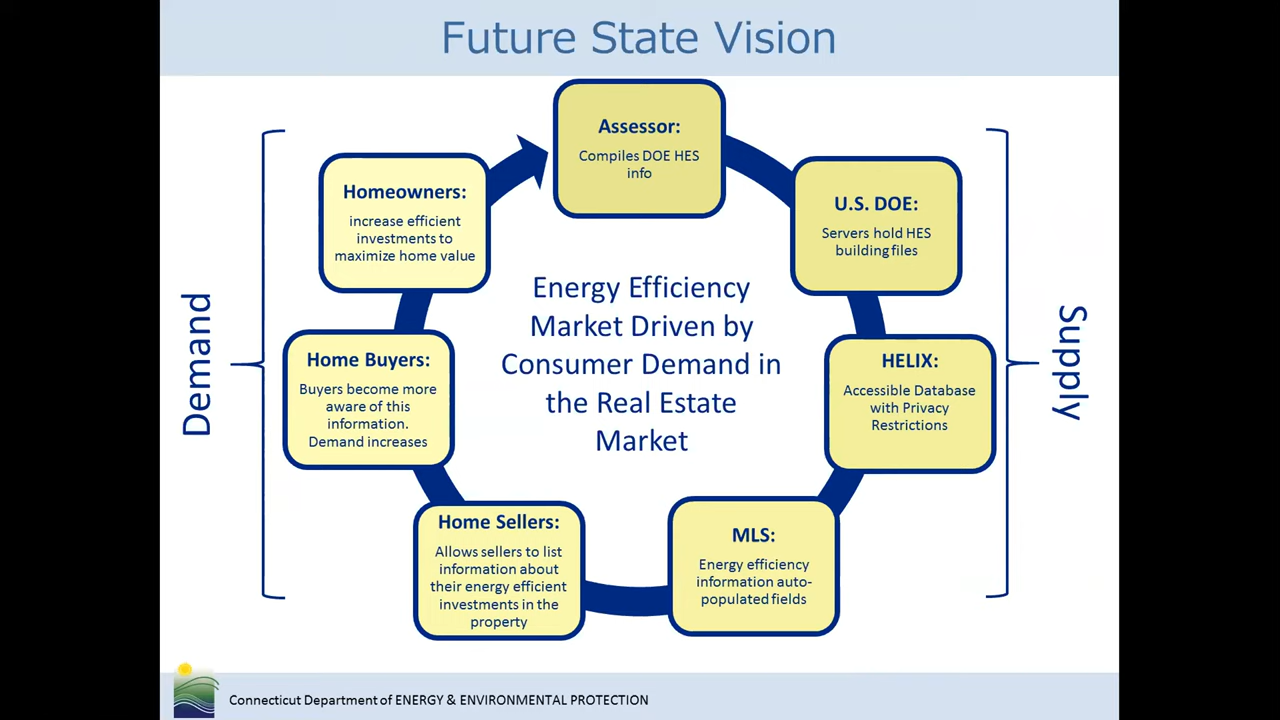 Future State Vision
Assessor:
Compiles DOE HES
info
U.S. DOE:
Servers hold HES
building files
HELIX:
Accessible Database
with Privacy
Restrictions
MLS:
Energy efficiency
information auto-
populated fields
Home Sellers:
Allows sellers to list
information about
their energy efficient
investments in the
property
Home Buyers:
Buyers become more
aware of this
information.
Demand increases
Homeowners:
increase efficient
investments to
maximize home value
Energy Efficiency
Market Driven by
Consumer Demand in
the Real Estate
Market
Demand
Supply
Connecticut Department of ENERGY & ENVIRONMENTAL PROTECTION